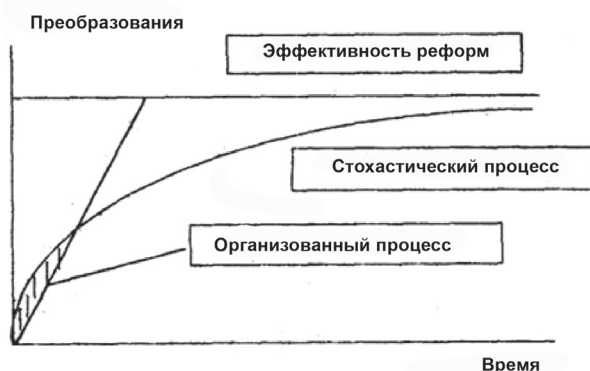 Преобразования
Эффективность реформ
Стохастический процесс
Организованный процесс
Время